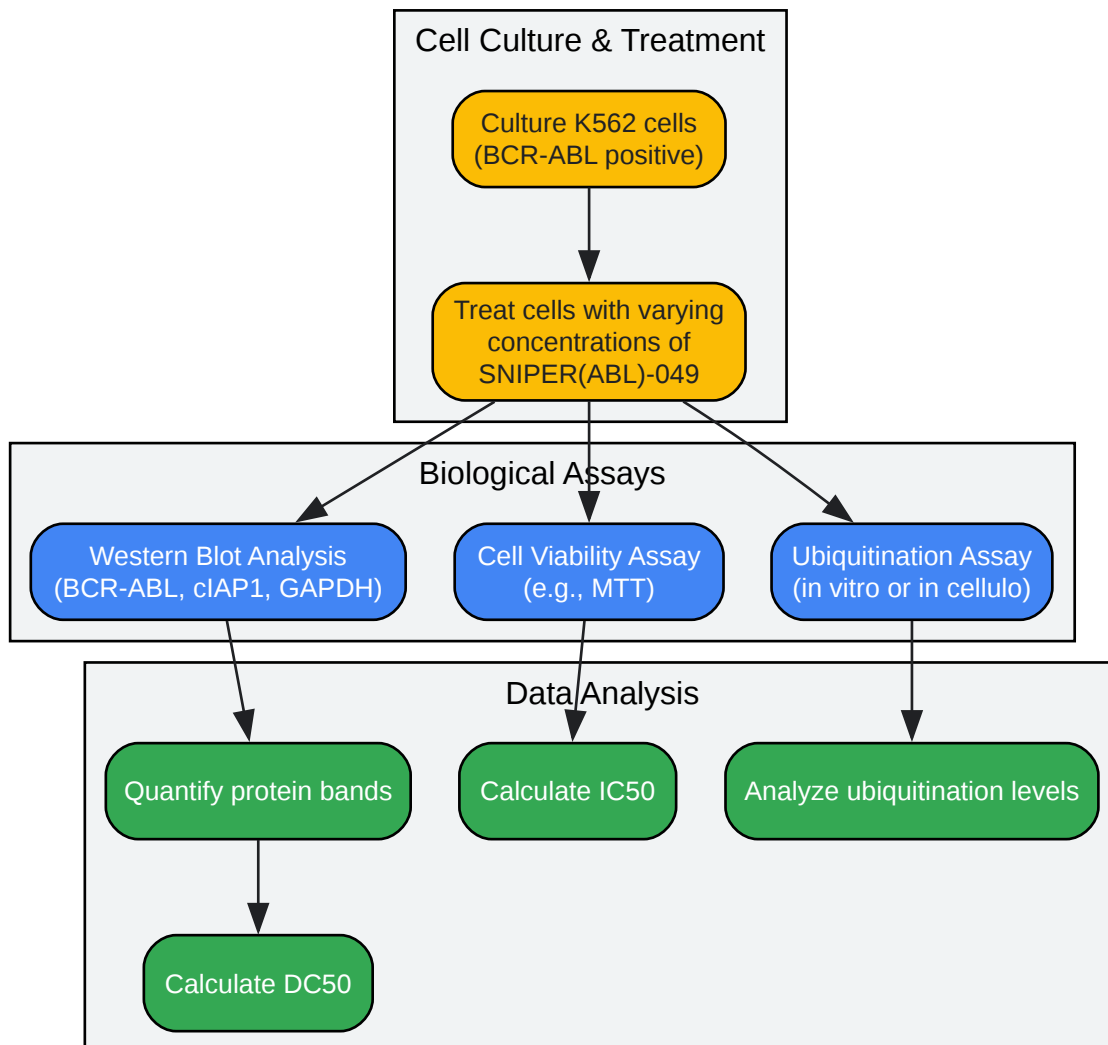 Cell Culture & Treatment
Culture K562 cells
(BCR-ABL positive)
Treat cells with varying
concentrations of
SNIPER(ABL)-049
Biological Assays
Western Blot Analysis
(BCR-ABL, cIAP1, GAPDH)
Cell Viability Assay
(e.g., MTT)
Ubiquitination Assay
(in vitro or in cellulo)
Data Analysis
Quantify protein bands
Calculate IC50
Analyze ubiquitination levels
Calculate DC50